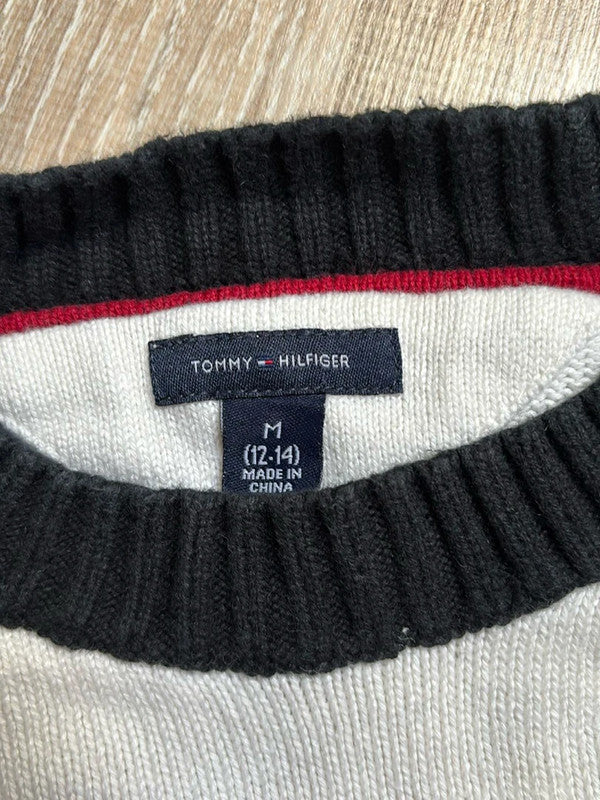 TOMMY HILFIGER
M
(12-14)
MADE IN
CHINA